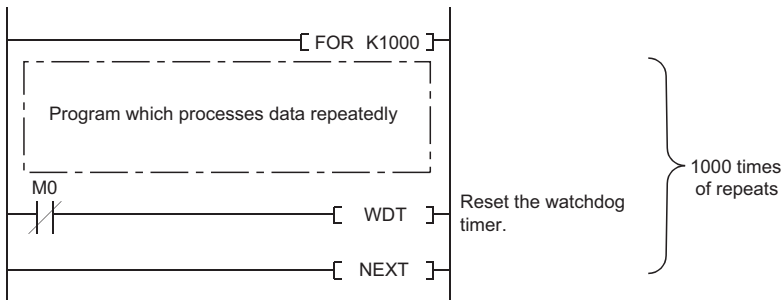 FOR K1000
Program which processes data repeatedly
M0
WDT
Reset the watchdog
timer.
NEXT
1000 times
of repeats